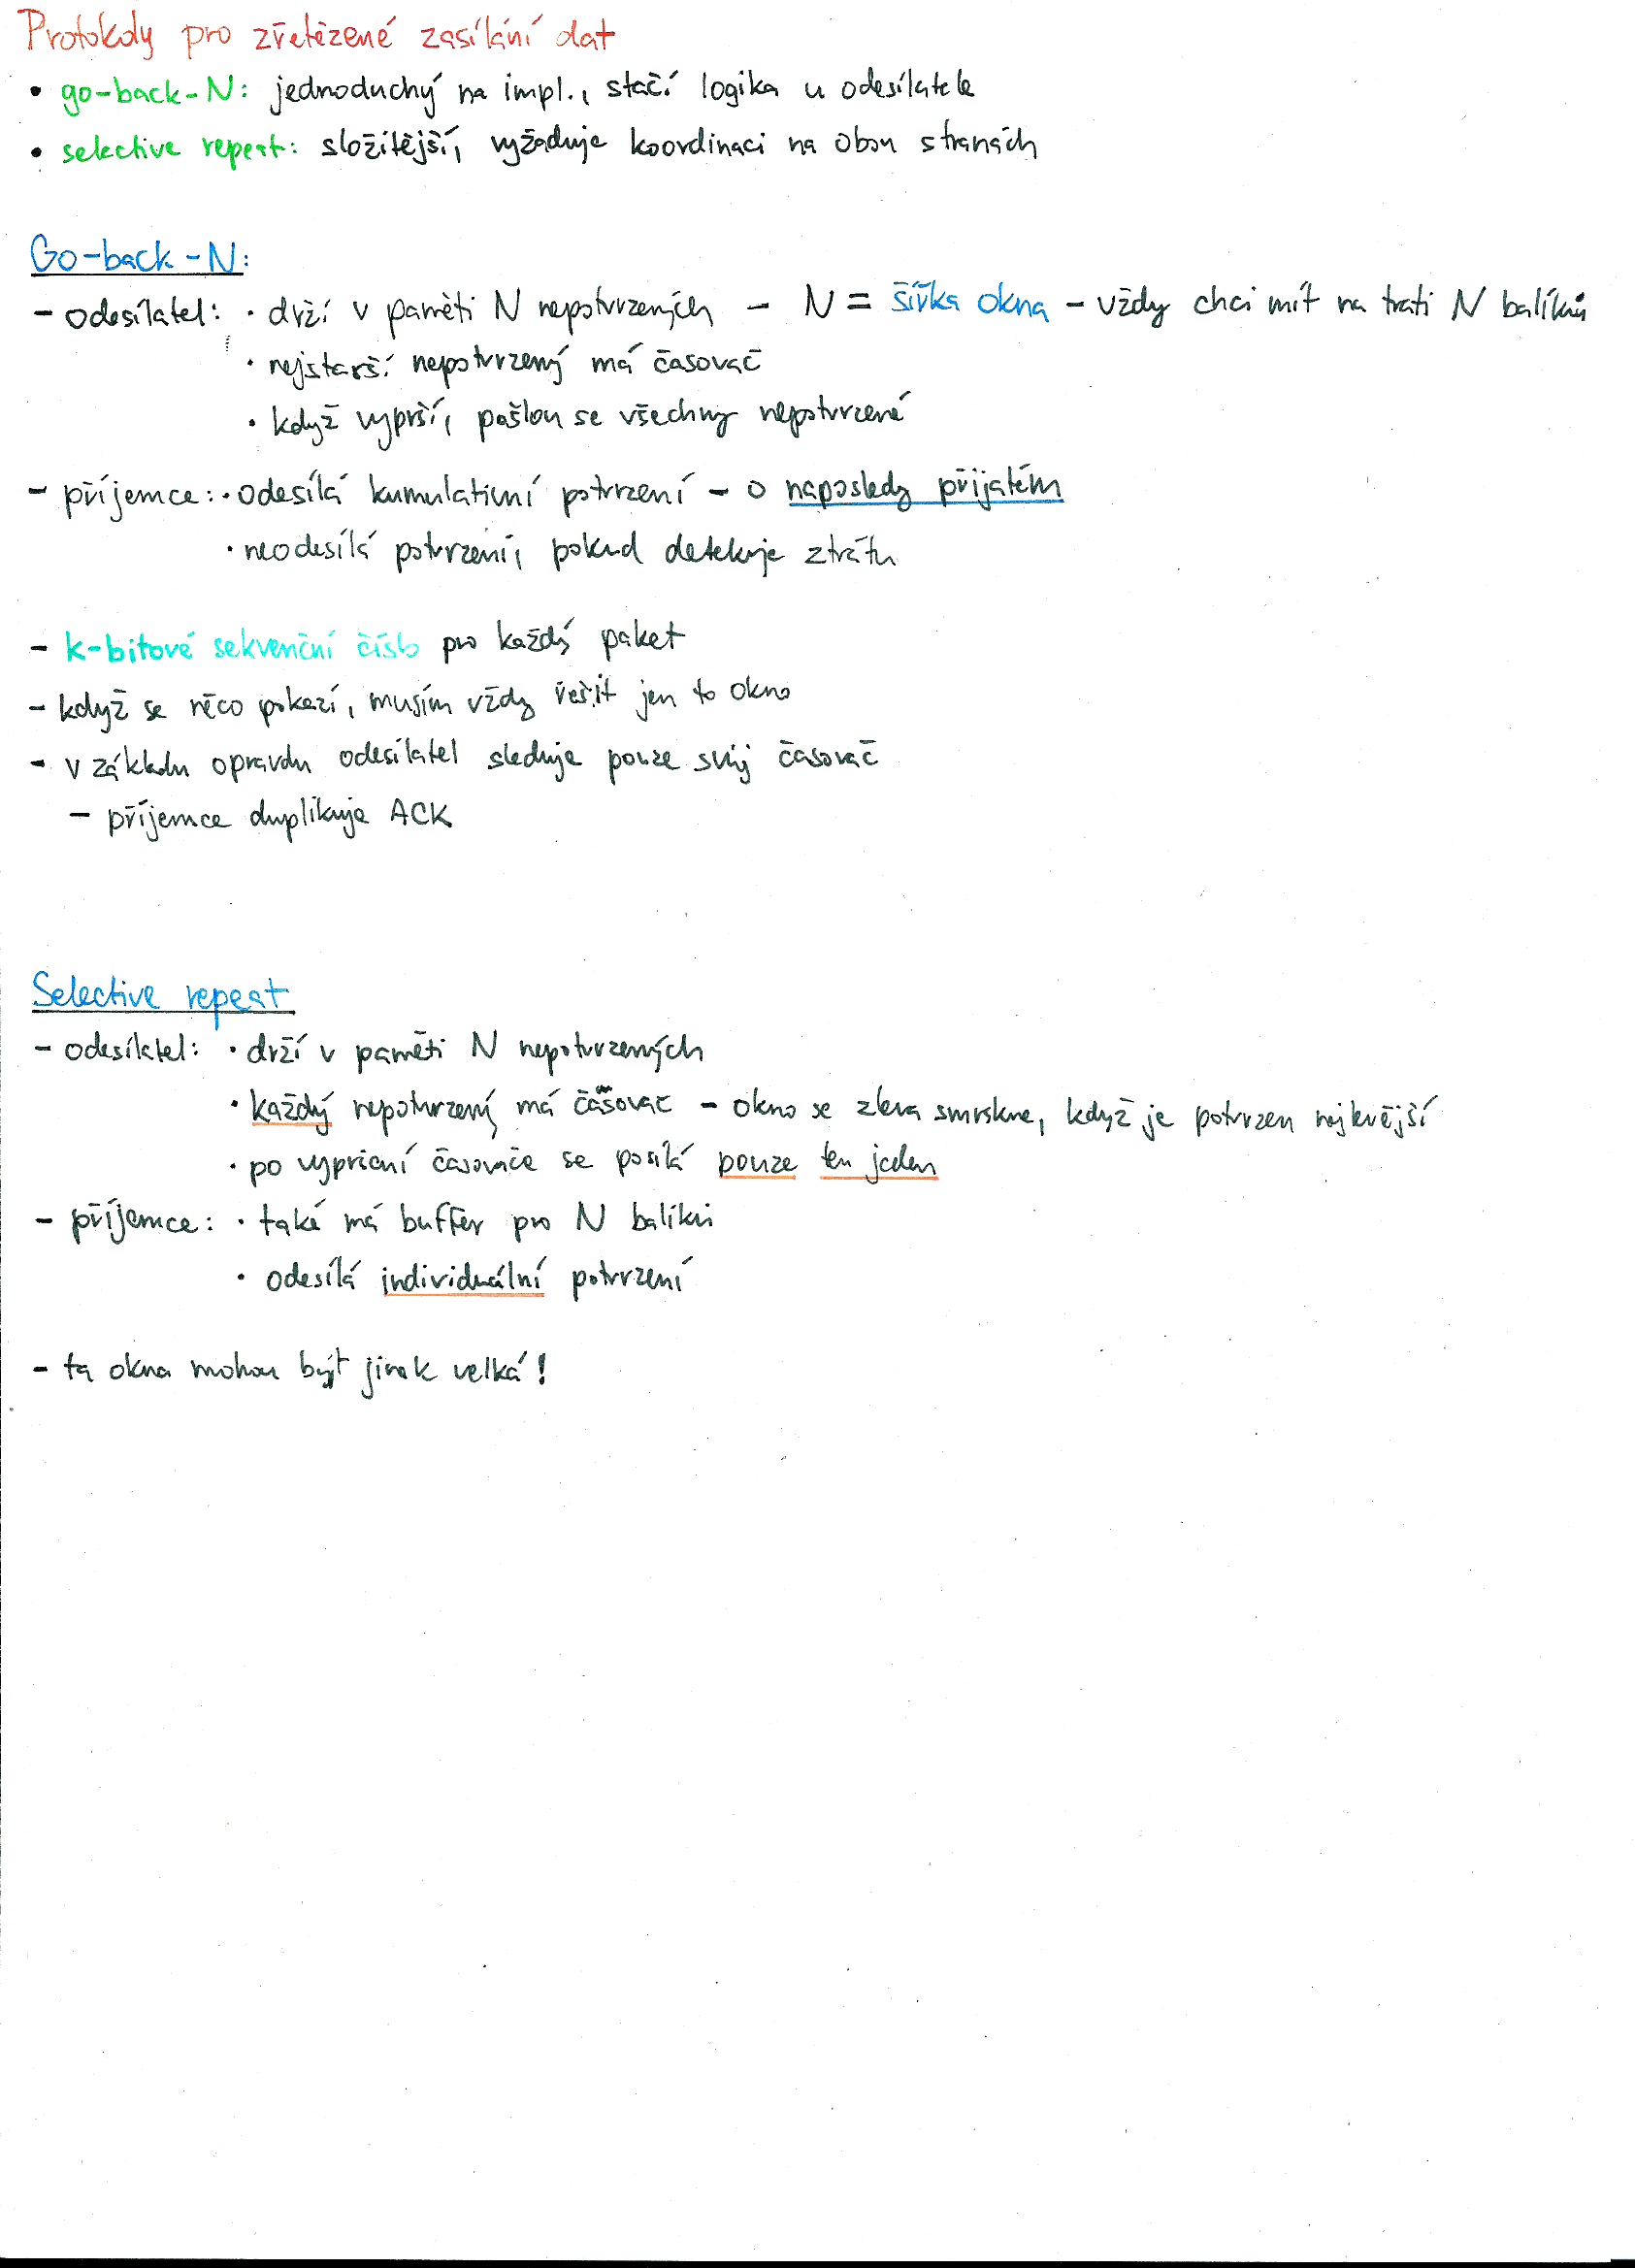 Protokoly pro zřetězené zasílání dat
• go-back-N: jednoduchý na impl., stačí logika u odesílatele
• selective repeat: složitější, vyžaduje koordinaci na obou stranách
Go-back-N:
- odesílatel: · drží v paměti N nepotvrzených - N = šířka okna - vždy chci mít na trati N balíků
· nejstarší nepotvrzený má časovač
· když vyprší, pošlou se všechny nepotvrzené
- příjemce: · odesílá kumulativní potvrzení - o naposledy přijatém
· neodesílá potvrzení, pokud detekuje ztrátu
- k-bitové sekvenční číslo pro každý paket
- když se něco pokazí, musím vždy řešit jen to okno
- v základu opravdu odesílatel sleduje pouze svůj časovač
- příjemce duplikuje ACK
Selective repeat
- odesílatel: · drží v paměti N nepotvrzených
· každý nepotvrzený má časovač - okno se zleva smrskne, když je potvrzen nejlevější
· po vypršení časovače se posílá pouze ten jeden
- příjemce: · také má buffer pro N balíků
· odesílá individuální potvrzení
- ta okna mohou být jinak velká!